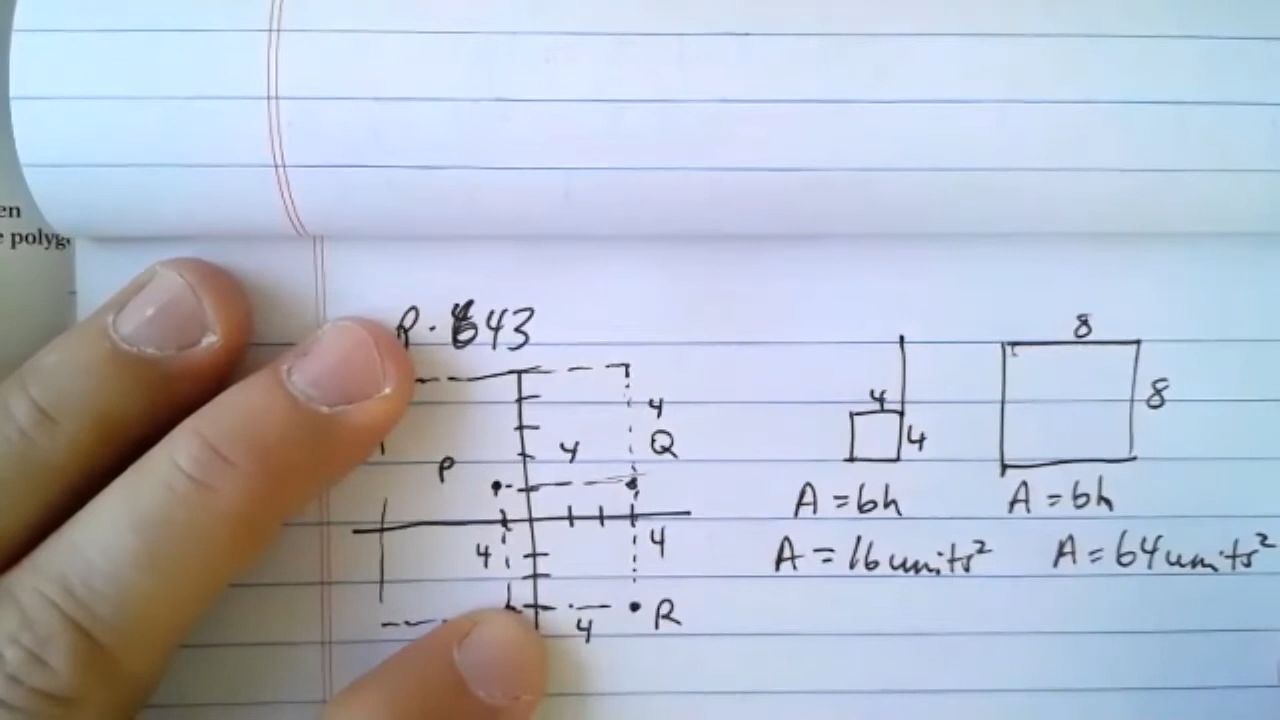 en
e polyg
P.643
4
Q
4
P
4
4
4
R
4
4
A = bh
A = 16 units²
8
8
A = bh
A = 64 units²